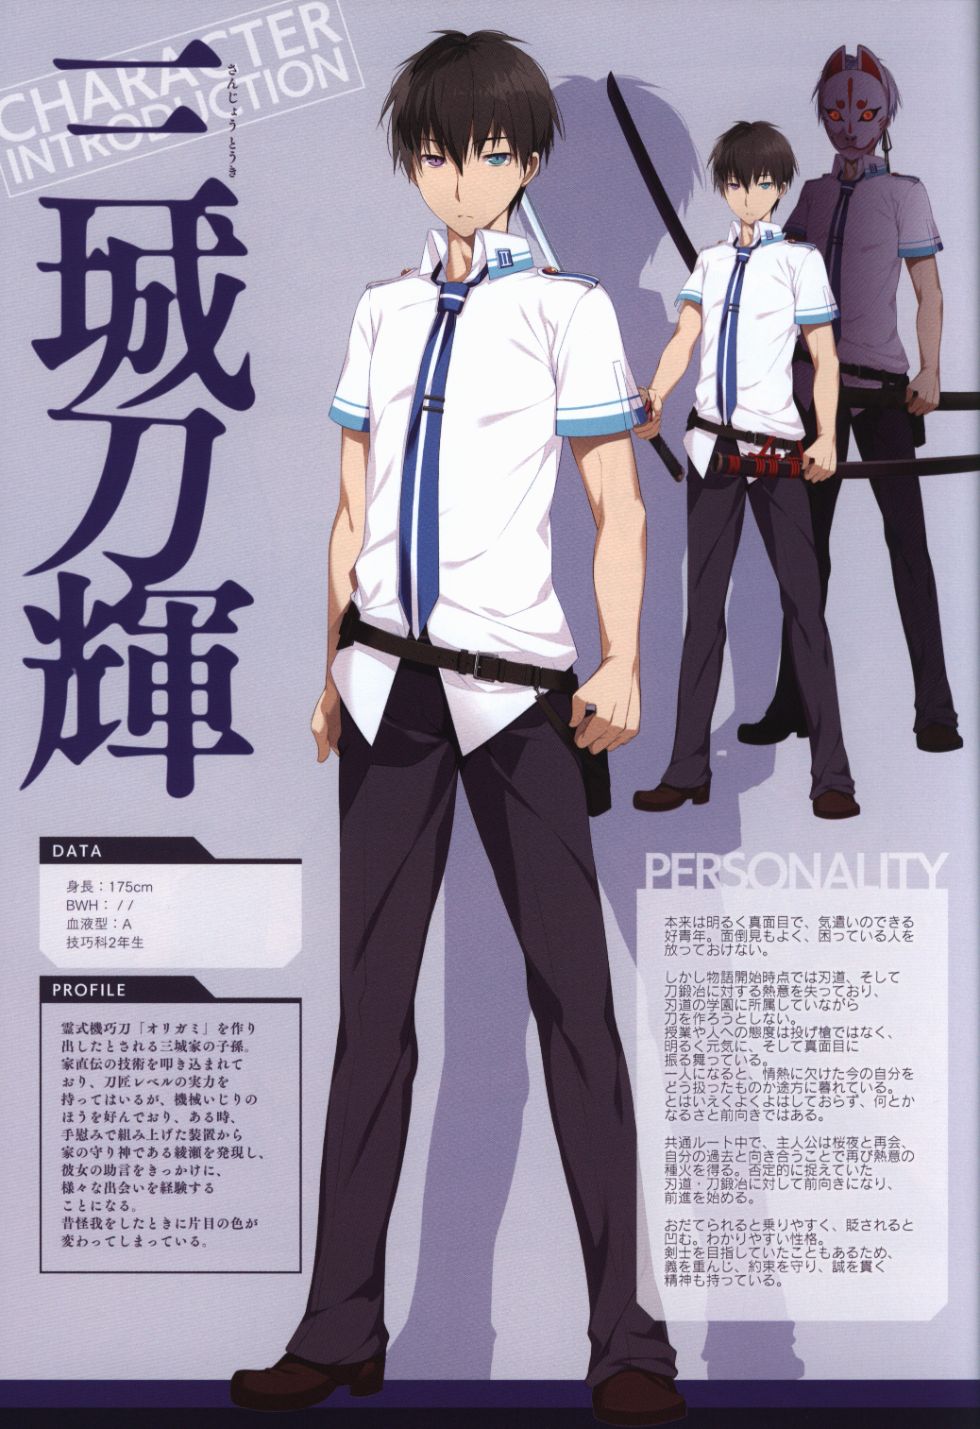 CHARACTER
INTRODUCTION
三城刀輝
さんじょうとうき
DATA
身長：175cm
BWH： / /
血液型：A
技巧科2年生
PROFILE
霊式機巧刀「オリガミ」を作り
出したとされる三城家の子孫。
家直伝の技術を叩き込まれて
おり、刀匠レベルの実力を
持ってはいるが、機械いじりの
ほうを好んでおり、ある時、
手慰みで組み上げた装置から
家の守り神である綾瀬を発現し、
彼女の助言をきっかけに、
様々な出会いを経験する
ことになる。
昔怪我をしたときに片目の色が
変わってしまっている。
II
PERSONALITY
本来は明るく真面目で、気遣いのできる
好青年。面倒見もよく、困っている人を
放っておけない。
しかし物語開始時点では刃道、そして
刀鍛冶に対する熱意を失っており、
刃道の学園に所属していながら
刀を作ろうとしない。
授業や人への態度は投げ槍ではなく、
明るく元気に、そして真面目に
振る舞っている。
一人になると、情熱に欠けた今の自分を
どう扱ったものか途方に暮れている。
とはいえくよくよはしておらず、何とか
なるさと前向きではある。
共通ルート中で、主人公は桜夜と再会、
自分の過去と向き合うことで再び熱意の
種火を得る。否定的に捉えていた
刃道・刀鍛冶に対して前向きになり、
前進を始める。
おだてられると乗りやすく、貶されると
凹む。わかりやすい性格。
剣士を目指していたこともあるため、
義を重んじ、約束を守り、誠を貫く
精神も持っている。